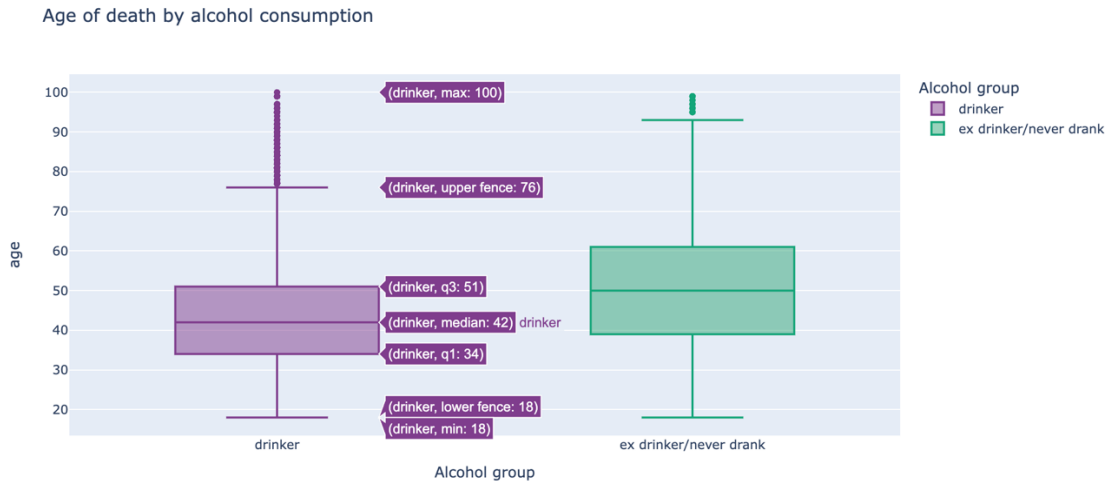 Age of death by alcohol consumption
100
90
80
70
60
50
40
30
20
age
(drinker, max: 100)
(drinker, upper fence: 76)
(drinker, q3: 51)
(drinker, median: 42) drinker
(drinker, q1: 34)
(drinker, lower fence: 18)
(drinker, min: 18)
drinker
ex drinker/never drank
Alcohol group
Alcohol group
drinker
ex drinker/never drank